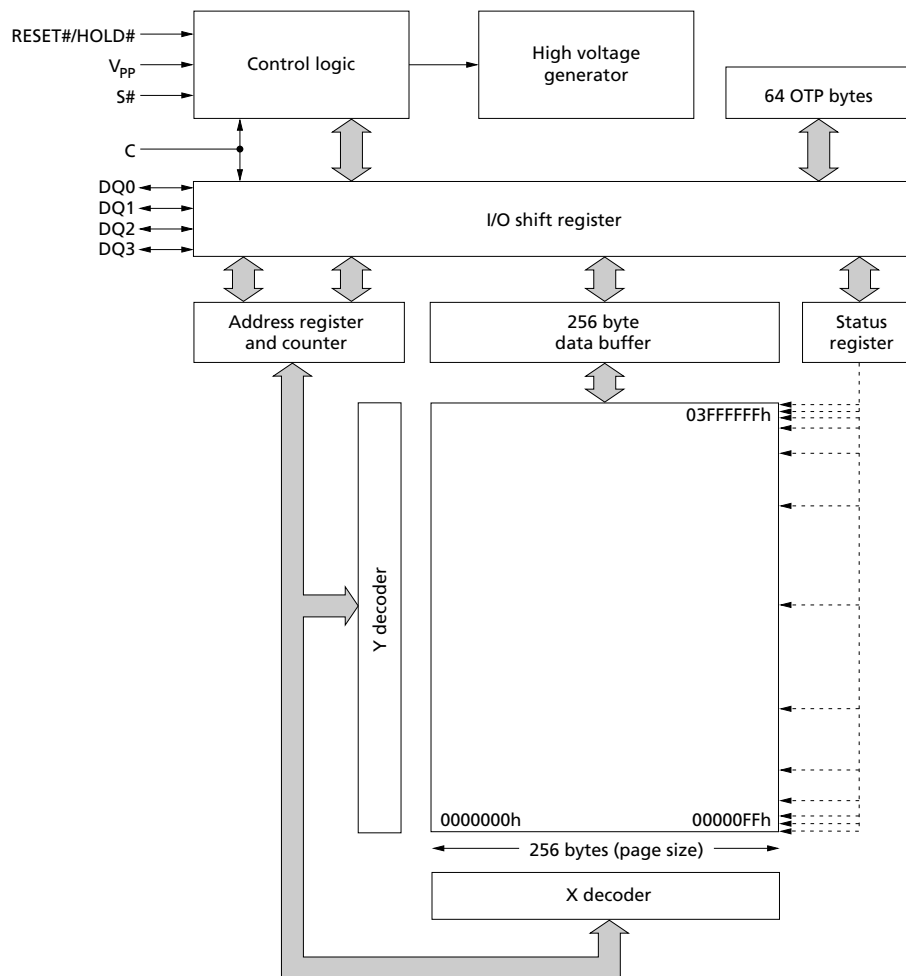 RESET#/HOLD#
VPP
S#
C
Control logic
High voltage
generator
64 OTP bytes
DQ0
DQ1
DQ2
DQ3
I/O shift register
Address register
and counter
256 byte
data buffer
Status
register
03FFFFFFh
Y decoder
0000000h
00000FFh
256 bytes (page size)
X decoder